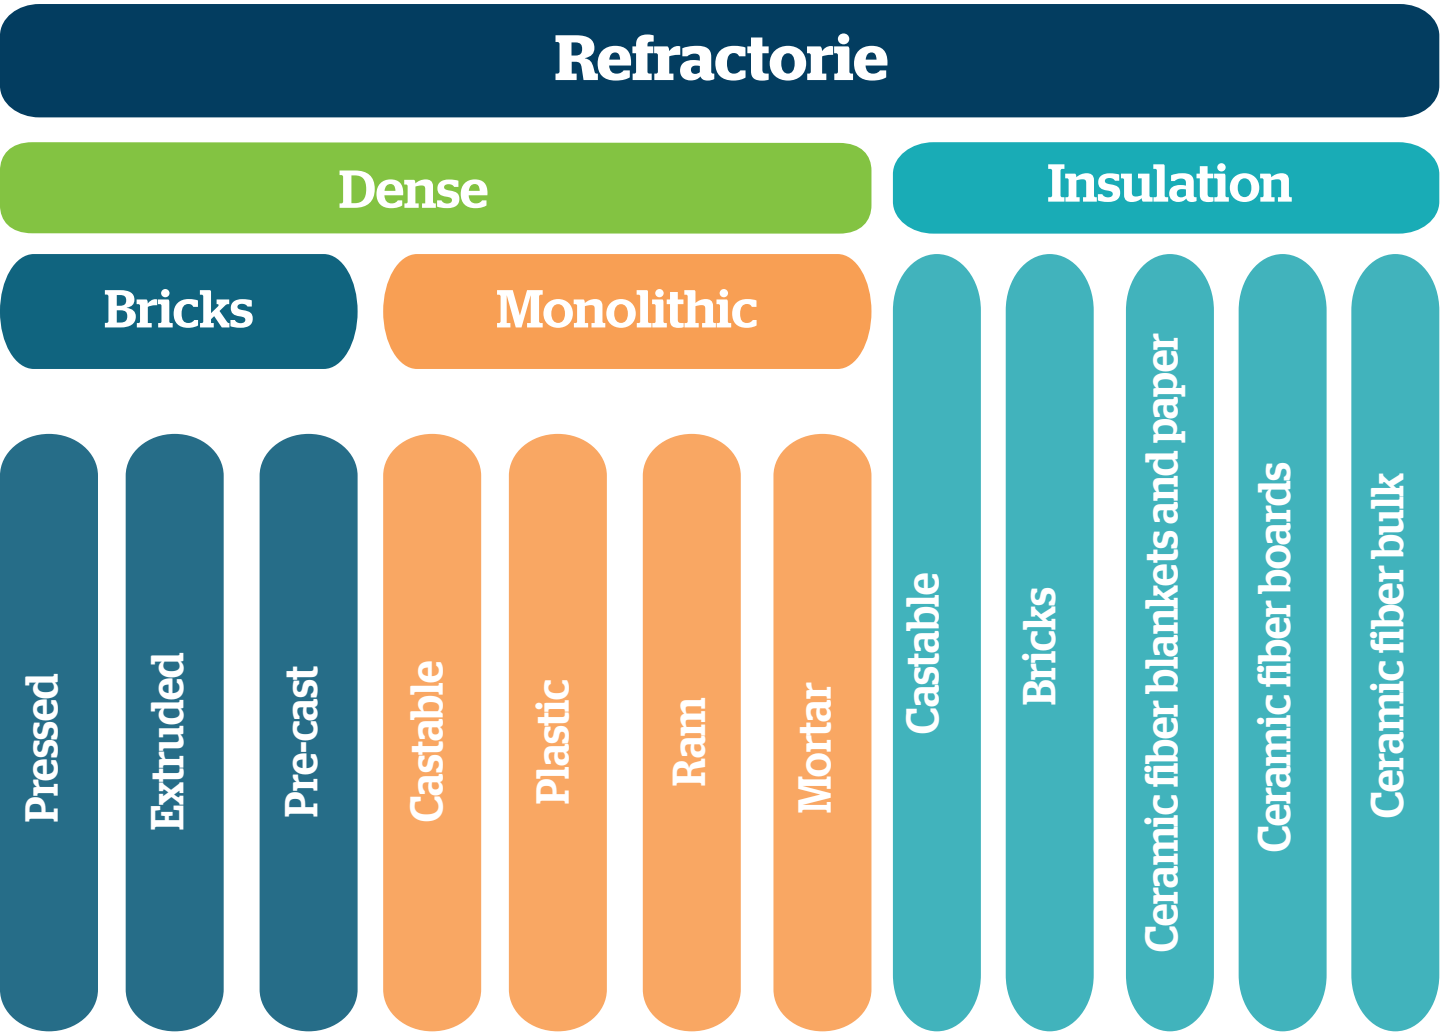 Refractorie
Dense
Insulation
Bricks
Monolithic
Pressed
Extruded
Pre-cast
Castable
Plastic
Ram
Mortar
Castable
Bricks
Ceramic fiber blankets and paper
Ceramic fiber boards
Ceramic fiber bulk